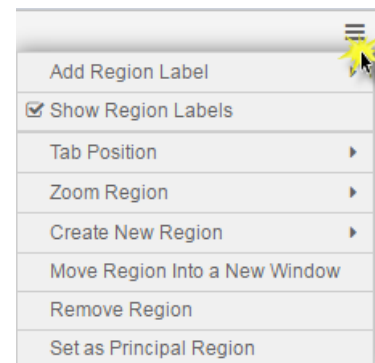 Add Region Label
Show Region Labels
Tab Position
Zoom Region
Create New Region
Move Region Into a New Window
Remove Region
Set as Principal Region